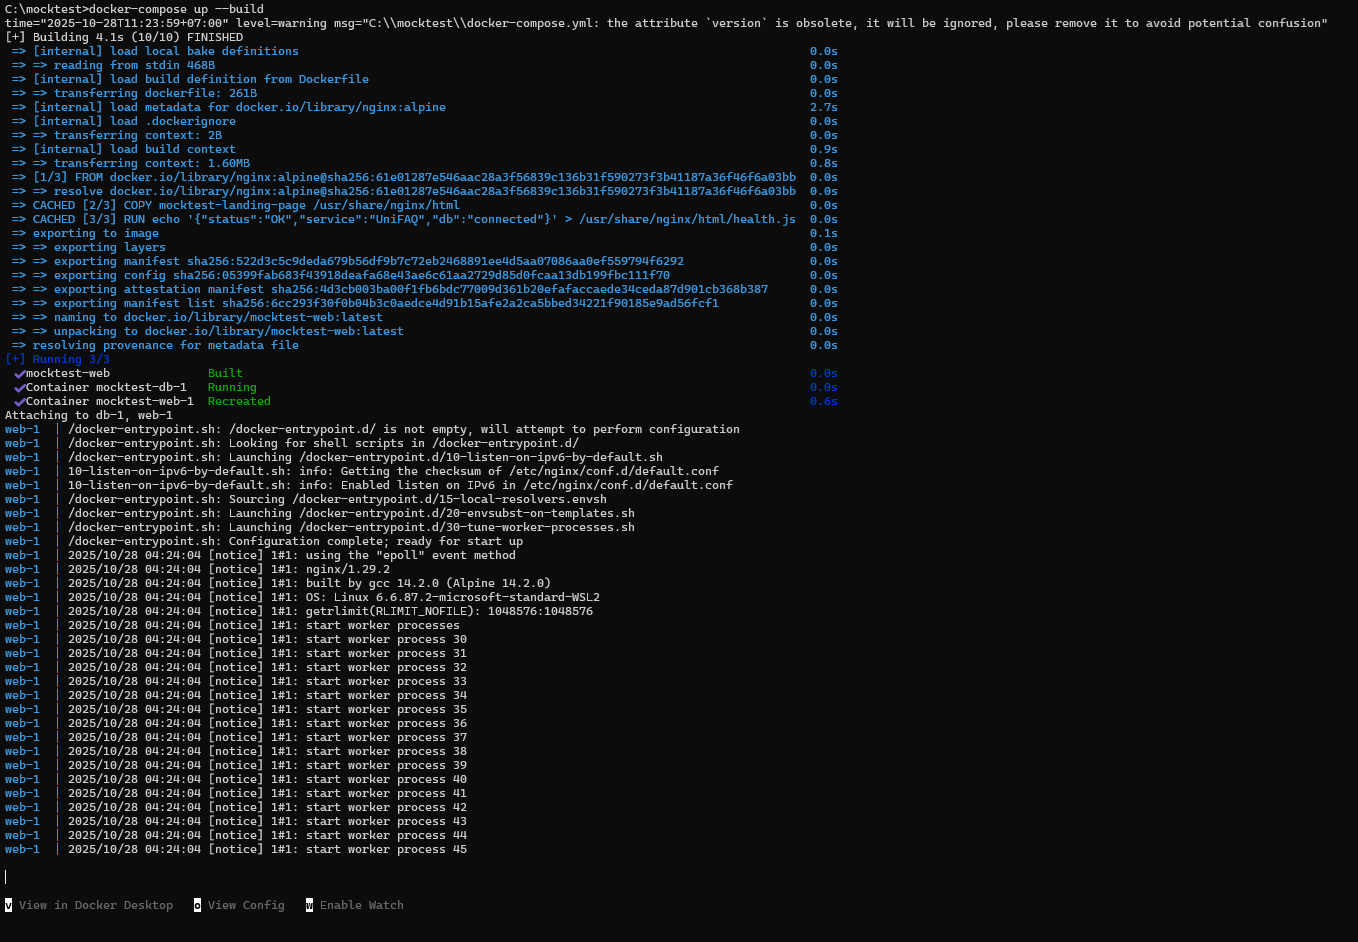 C:\mocktest>docker-compose up --build
time="2025-10-28T11:23:59+07:00" level=warning msg="C:\\mocktest\\docker-compose.yml: the attribute `version` is obsolete, it will be ignored, please remove it to avoid potential confusion"
[+] Building 4.1s (10/10) FINISHED
=> [internal] load local bake definitions 0.0s
=> => reading from stdin 468B 0.0s
=> [internal] load build definition from Dockerfile 0.0s
=> => transferring dockerfile: 261B 0.0s
=> [internal] load metadata for docker.io/library/nginx:alpine 2.7s
=> [internal] load .dockerignore 0.0s
=> => transferring context: 2B 0.0s
=> [internal] load build context 0.9s
=> => transferring context: 1.60MB 0.8s
=> [1/3] FROM docker.io/library/nginx:alpine@sha256:61e01287e546aac28a3f56839c136b31f590273f3b41187a36f46f6a03bb 0.0s
=> => resolve docker.io/library/nginx:alpine@sha256:61e01287e546aac28a3f56839c136b31f590273f3b41187a36f46f6a03bb 0.0s
=> CACHED [2/3] COPY mocktest-landing-page /usr/share/nginx/html 0.0s
=> CACHED [3/3] RUN echo '{"status":"OK","service":"UniFAQ","db":"connected"}' > /usr/share/nginx/html/health.js 0.0s
=> exporting to image 0.1s
=> => exporting layers 0.0s
=> => exporting manifest sha256:522d3c5c9deda679b56df9b7c72eb2468891ee4d5aa07086aa0ef559794f6292 0.0s
=> => exporting config sha256:05399fab683f43918deafa68e43ae6c61aa2729d85d0fcaa13db199fbc111f70 0.0s
=> => exporting attestation manifest sha256:4d3cb003ba00f1fb6bdc77009d361b20efafaccaede34ceda87d901cb368b387 0.0s
=> => exporting manifest list sha256:6cc293f30f0b04b3c0aedce4d91b15afe2a2ca5bbed34221f90185e9ad56fcf1 0.0s
=> => naming to docker.io/library/mocktest-web:latest 0.0s
=> => unpacking to docker.io/library/mocktest-web:latest 0.0s
=> resolving provenance for metadata file 0.0s
[+] Running 3/3
✔mocktest-web Built 0.0s
✔Container mocktest-db-1 Running 0.0s
✔Container mocktest-web-1 Recreated 0.6s
Attaching to db-1, web-1
web-1 | /docker-entrypoint.sh: /docker-entrypoint.d/ is not empty, will attempt to perform configuration
web-1 | /docker-entrypoint.sh: Looking for shell scripts in /docker-entrypoint.d/
web-1 | /docker-entrypoint.sh: Launching /docker-entrypoint.d/10-listen-on-ipv6-by-default.sh
web-1 | 10-listen-on-ipv6-by-default.sh: info: Getting the checksum of /etc/nginx/conf.d/default.conf
web-1 | 10-listen-on-ipv6-by-default.sh: info: Enabled listen on IPv6 in /etc/nginx/conf.d/default.conf
web-1 | /docker-entrypoint.sh: Sourcing /docker-entrypoint.d/15-local-resolvers.envsh
web-1 | /docker-entrypoint.sh: Launching /docker-entrypoint.d/20-envsubst-on-templates.sh
web-1 | /docker-entrypoint.sh: Launching /docker-entrypoint.d/30-tune-worker-processes.sh
web-1 | /docker-entrypoint.sh: Configuration complete; ready for start up
web-1 | 2025/10/28 04:24:04 [notice] 1#1: using the "epoll" event method
web-1 | 2025/10/28 04:24:04 [notice] 1#1: nginx/1.29.2
web-1 | 2025/10/28 04:24:04 [notice] 1#1: built by gcc 14.2.0 (Alpine 14.2.0)
web-1 | 2025/10/28 04:24:04 [notice] 1#1: OS: Linux 6.6.87.2-microsoft-standard-WSL2
web-1 | 2025/10/28 04:24:04 [notice] 1#1: getrlimit(RLIMIT_NOFILE): 1048576:1048576
web-1 | 2025/10/28 04:24:04 [notice] 1#1: start worker processes
web-1 | 2025/10/28 04:24:04 [notice] 1#1: start worker process 30
web-1 | 2025/10/28 04:24:04 [notice] 1#1: start worker process 31
web-1 | 2025/10/28 04:24:04 [notice] 1#1: start worker process 32
web-1 | 2025/10/28 04:24:04 [notice] 1#1: start worker process 33
web-1 | 2025/10/28 04:24:04 [notice] 1#1: start worker process 34
web-1 | 2025/10/28 04:24:04 [notice] 1#1: start worker process 35
web-1 | 2025/10/28 04:24:04 [notice] 1#1: start worker process 36
web-1 | 2025/10/28 04:24:04 [notice] 1#1: start worker process 37
web-1 | 2025/10/28 04:24:04 [notice] 1#1: start worker process 38
web-1 | 2025/10/28 04:24:04 [notice] 1#1: start worker process 39
web-1 | 2025/10/28 04:24:04 [notice] 1#1: start worker process 40
web-1 | 2025/10/28 04:24:04 [notice] 1#1: start worker process 41
web-1 | 2025/10/28 04:24:04 [notice] 1#1: start worker process 42
web-1 | 2025/10/28 04:24:04 [notice] 1#1: start worker process 43
web-1 | 2025/10/28 04:24:04 [notice] 1#1: start worker process 44
web-1 | 2025/10/28 04:24:04 [notice] 1#1: start worker process 45
v View in Docker Desktop o View Config w Enable Watch